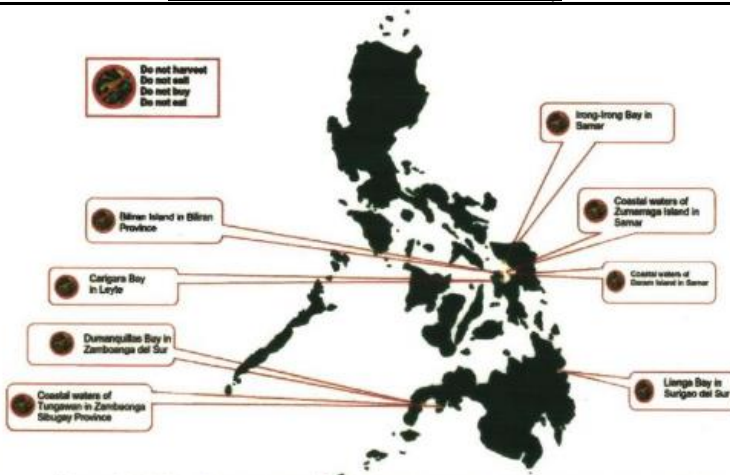 Do not harvest
Do not sell
Do not buy
Do not eat
Irong-Irong Bay in
Samar
Coastal waters of
Zumarraga Island in
Samar
Biliran Island in Biliran
Province
Coastal waters of
Daram Island in Samar
Carigara Bay
in Leyte
Dumanquillas Bay in
Zamboanga del Sur
Lianga Bay in
Surigao del Sur
Coastal waters of
Tungawan in Zamboanga
Sibugay Province